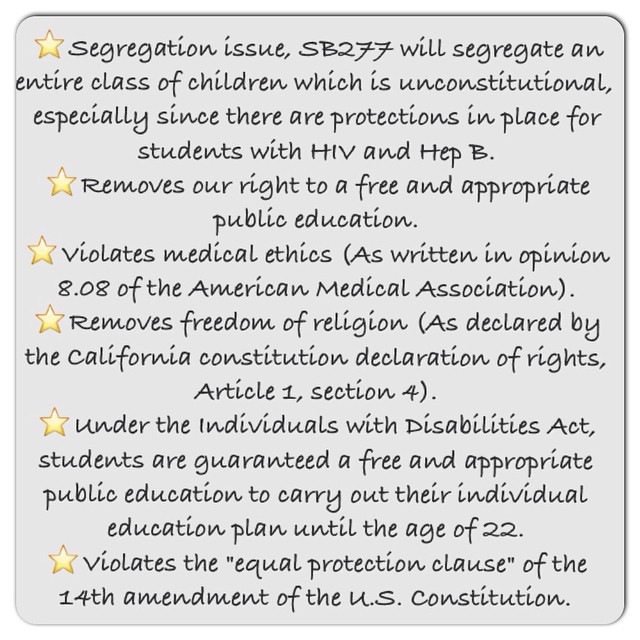 ⭐ Segregation issue, SB277 will segregate an
entire class of children which is unconstitutional,
especially since there are protections in place for
students with HIV and Hep B.
⭐ Removes our right to a free and appropriate
public education.
⭐ Violates medical ethics (As written in opinion
8.08 of the American Medical Association).
⭐ Removes freedom of religion (As declared by
the California constitution declaration of rights,
Article 1, section 4).
⭐ Under the Individuals with Disabilities Act,
students are guaranteed a free and appropriate
public education to carry out their individual
education plan until the age of 22.
⭐ Violates the "equal protection clause" of the
14th amendment of the U.S. Constitution.